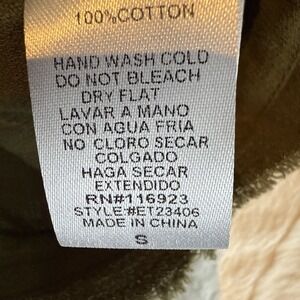 100%COTTON
HAND WASH COLD
DO NOT BLEACH
DRY FLAT
LAVAR A MANO
CON AGUA FRIA
NO CLORO SECAR
COLGADO
HAGA SECAR
EXTENDIDO
RN#116923
STYLE:#ET23406
MADE IN CHINA
S